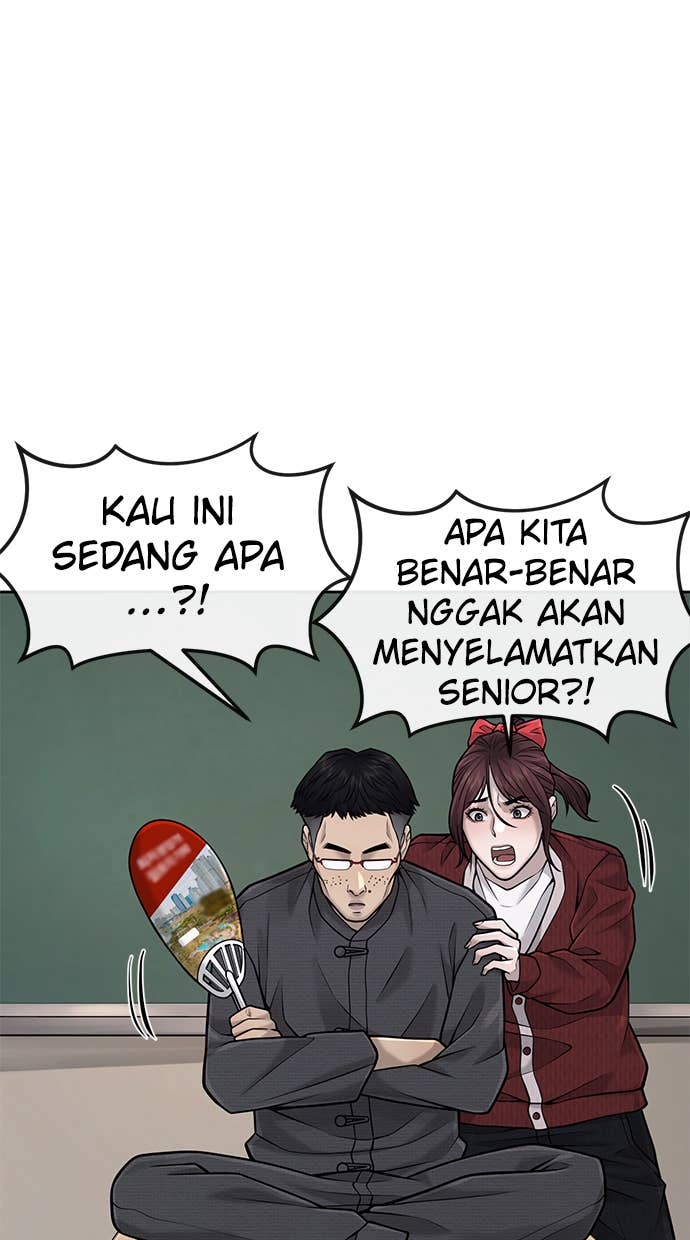 KAU INI
SEDANG APA
...?!
APA KITA
BENAR-BENAR
NGGAK AKAN
MENYELAMATKAN
SENIOR?!